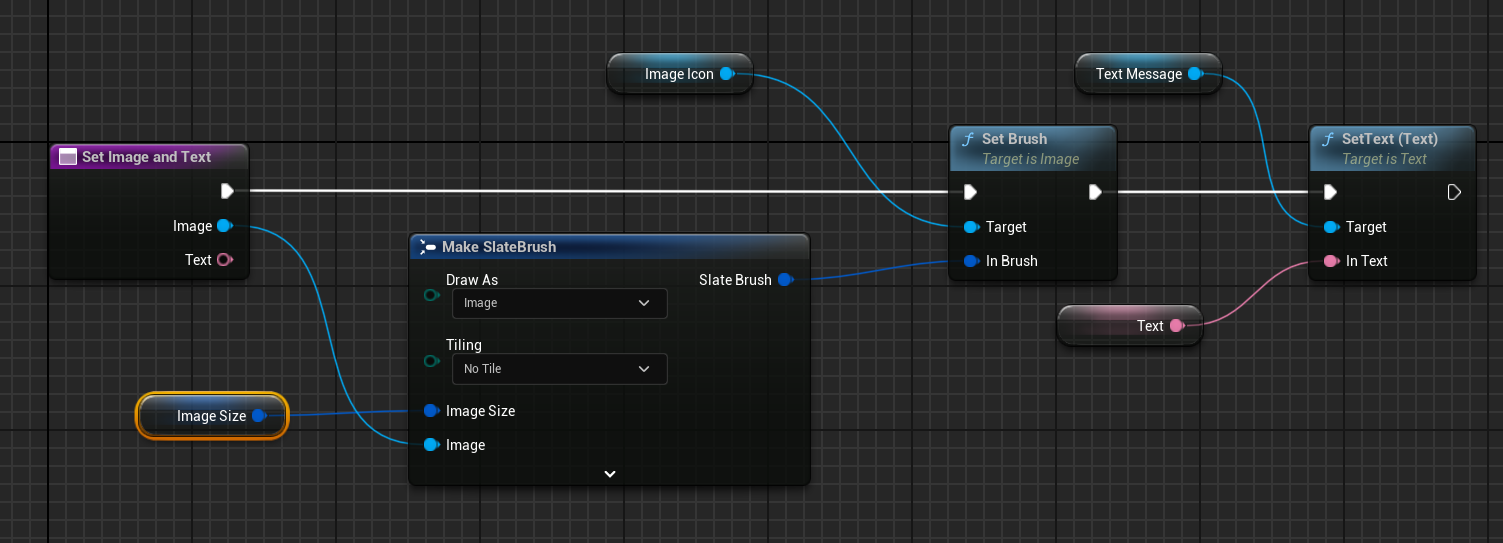 Image Icon
Text Message
Set Image and Text
Image
Text
Set Brush
Target is Image
Target
In Brush
SetText (Text)
Target is Text
Target
In Text
Make SlateBrush
Draw As
Image
Slate Brush
Tiling
No Tile
Image Size
Image
Image Size
Text